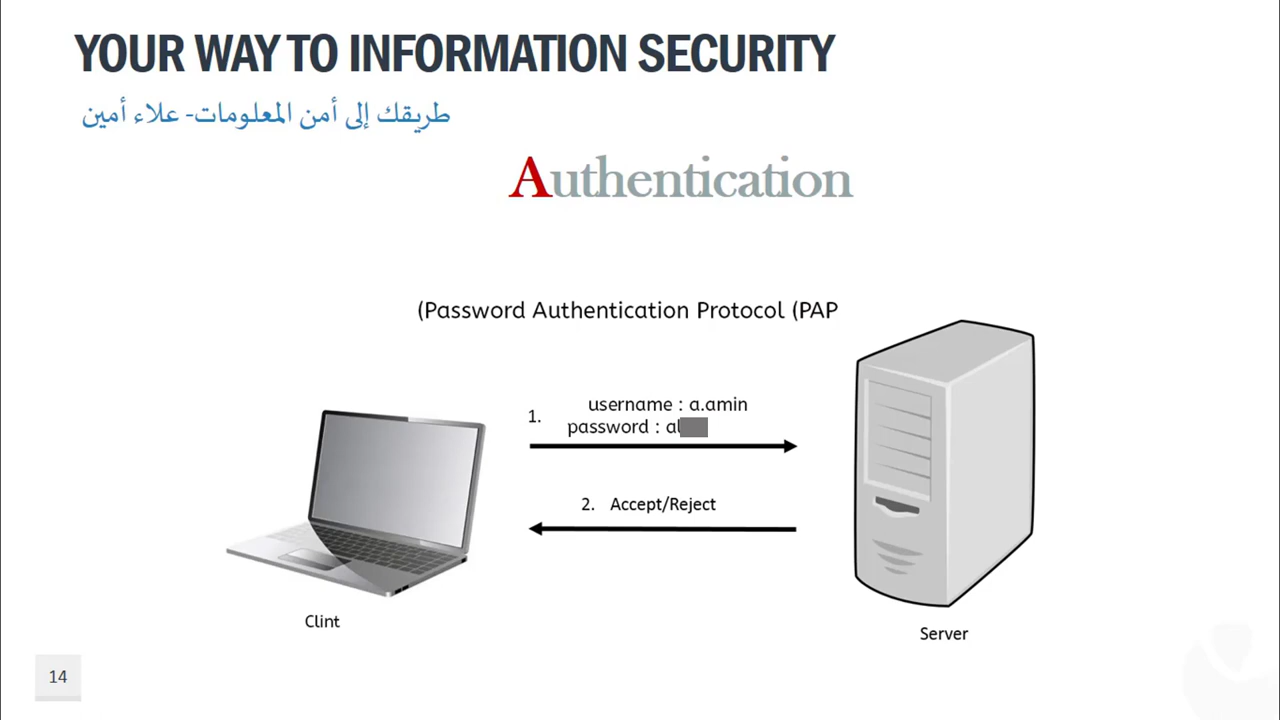 YOUR WAY TO INFORMATION SECURITY
طريقك إلى أمن المعلومات- علاء أمين
Authentication
(Password Authentication Protocol (PAP
1.
username : a.amin
password : al
2. Accept/Reject
Clint
Server
14